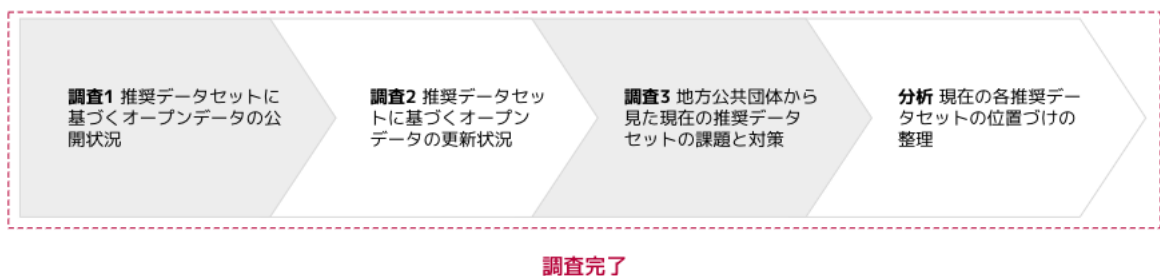 調査1 推奨データセットに
基づくオープンデータの公
開状況
調査2 推奨データセッ
トに基づくオープン
データの更新状況
調査3 地方公共団体から
見た現在の推奨データ
セットの課題と対策
分析 現在の各推奨デー
タセットの位置づけの
整理
調査完了